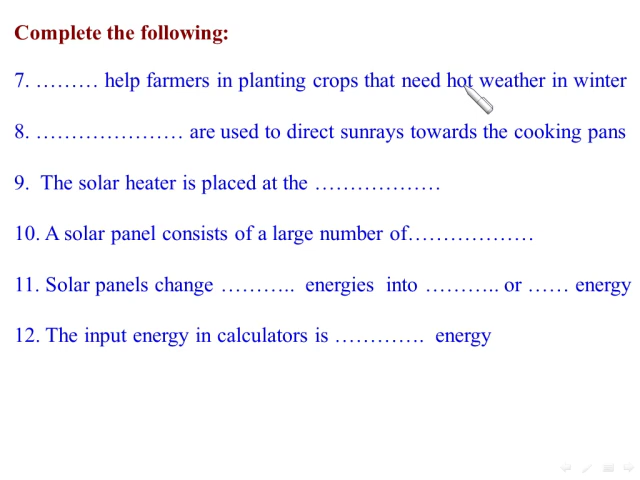 Complete the following:
7. ……… help farmers in planting crops that need hot weather in winter
8. ………………… are used to direct sunrays towards the cooking pans
9. The solar heater is placed at the ………………
10. A solar panel consists of a large number of………………
11. Solar panels change ……….. energies into ……….. or …… energy
12. The input energy in calculators is …………. energy